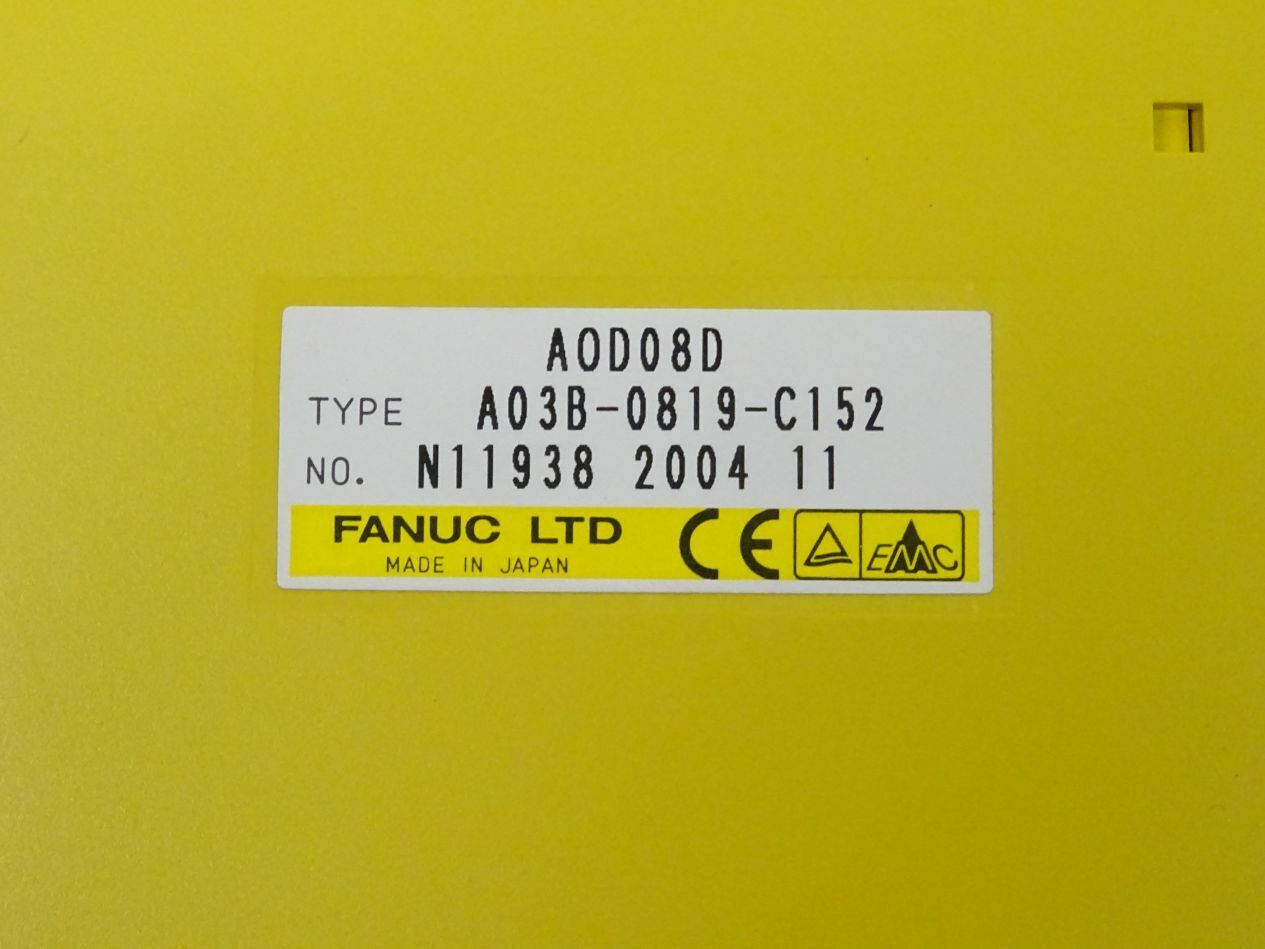 AOD08D
TYPE A03B-0819-C152
NO. N11938 2004 11
FANUC LTD CE EMC
MADE IN JAPAN